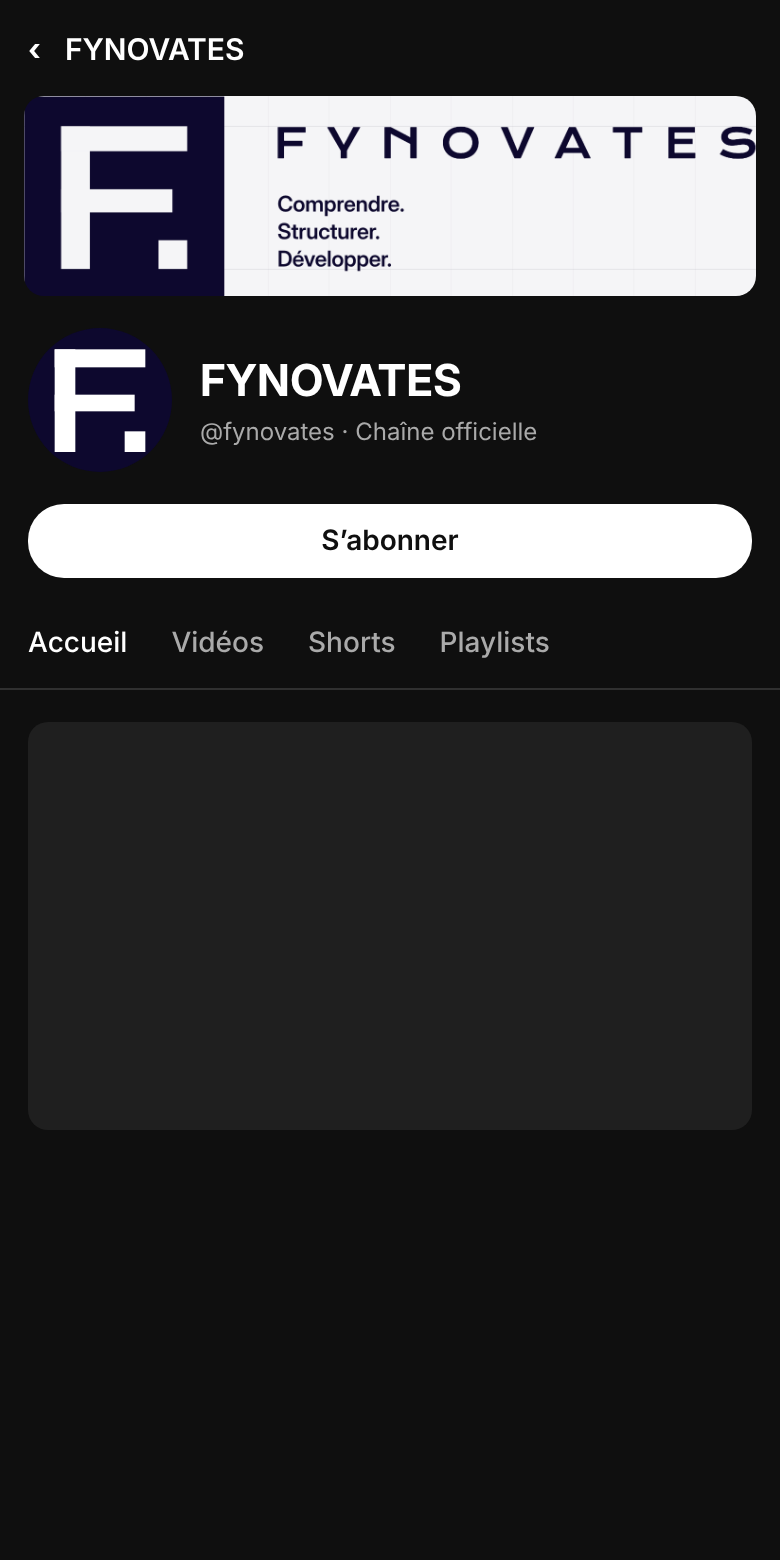 ‹ FYNOVATES
F.
FYNOVATES
Comprendre.
Structurer.
Développer.
F.
FYNOVATES
@fynovates · Chaîne officielle
S’abonner
Accueil Vidéos Shorts Playlists